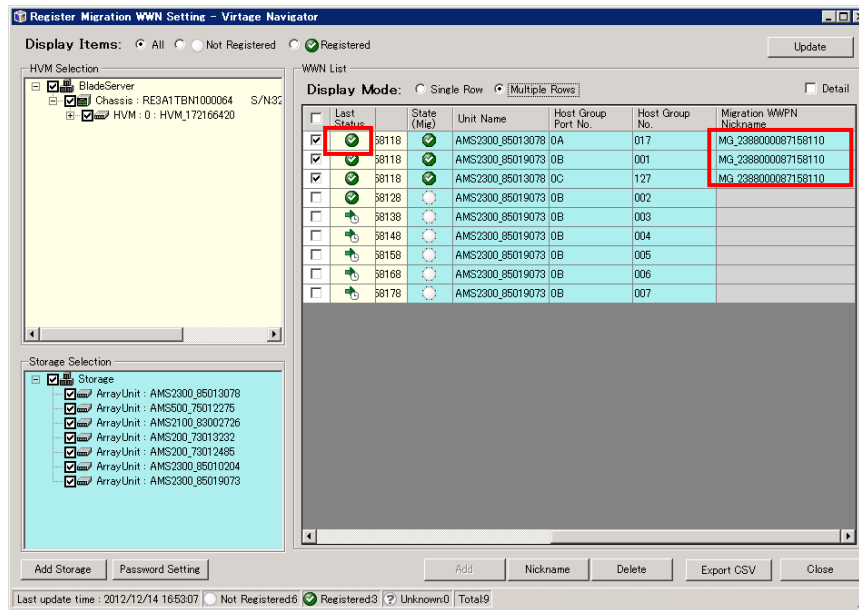 Register Migration WWN Setting - Virtage Navigator
Display Items: All Not Registered Registered
Update
HVM Selection
BladeServer
Chassis : RE3A1TBN1000064 S/N:32
HVM : 0 : HVM_172166420
Storage Selection
Storage
ArrayUnit : AMS2300_85013078
ArrayUnit : AMS500_75012275
ArrayUnit : AMS2100_83002726
ArrayUnit : AMS200_73013232
ArrayUnit : AMS200_73012485
ArrayUnit : AMS2300_85010204
ArrayUnit : AMS2300_85019073
WWN List
Display Mode: Single Row Multiple Rows Detail
Last Status State (Mig) Unit Name Host Group Port No. Host Group No. Migration WWPN Nickname
58118 AMS2300_85013078 0A 017 MG_2388000087158110
58118 AMS2300_85019073 0B 001 MG_2388000087158110
58118 AMS2300_85013078 0C 127 MG_2388000087158110
58128 AMS2300_85019073 0B 002
58138 AMS2300_85019073 0B 003
58148 AMS2300_85019073 0B 004
58158 AMS2300_85019073 0B 005
58168 AMS2300_85019073 0B 006
58178 AMS2300_85019073 0B 007
Add Storage Password Setting Add Nickname Delete Export CSV Close
Last update time : 2012/12/14 16:53:07 Not Registered:6 Registered:3 Unknown:0 Total:9